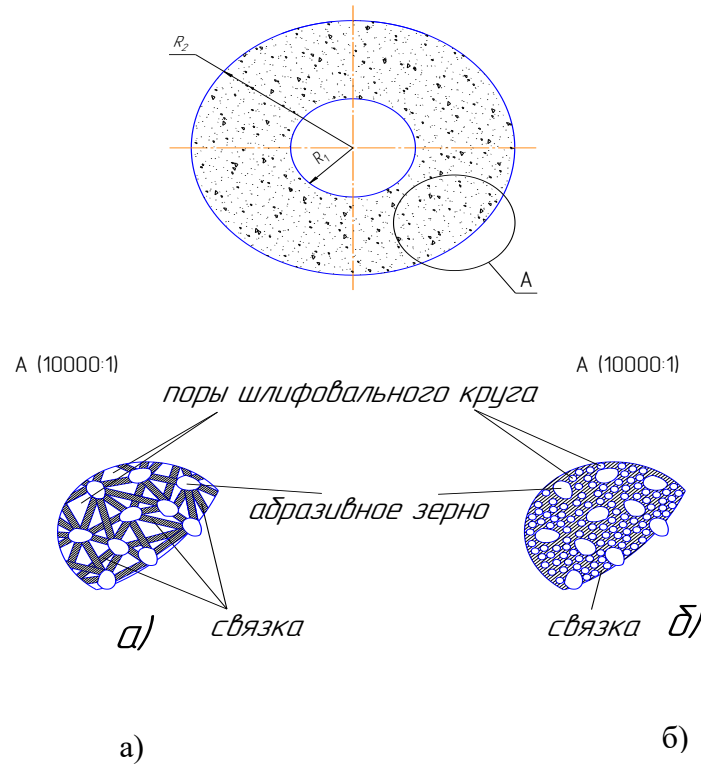 R₂
R₁
А
А (10000:1)
А (10000:1)
поры шлифовального круга
абразивное зерно
связка
связка
а)
б)
а)
б)